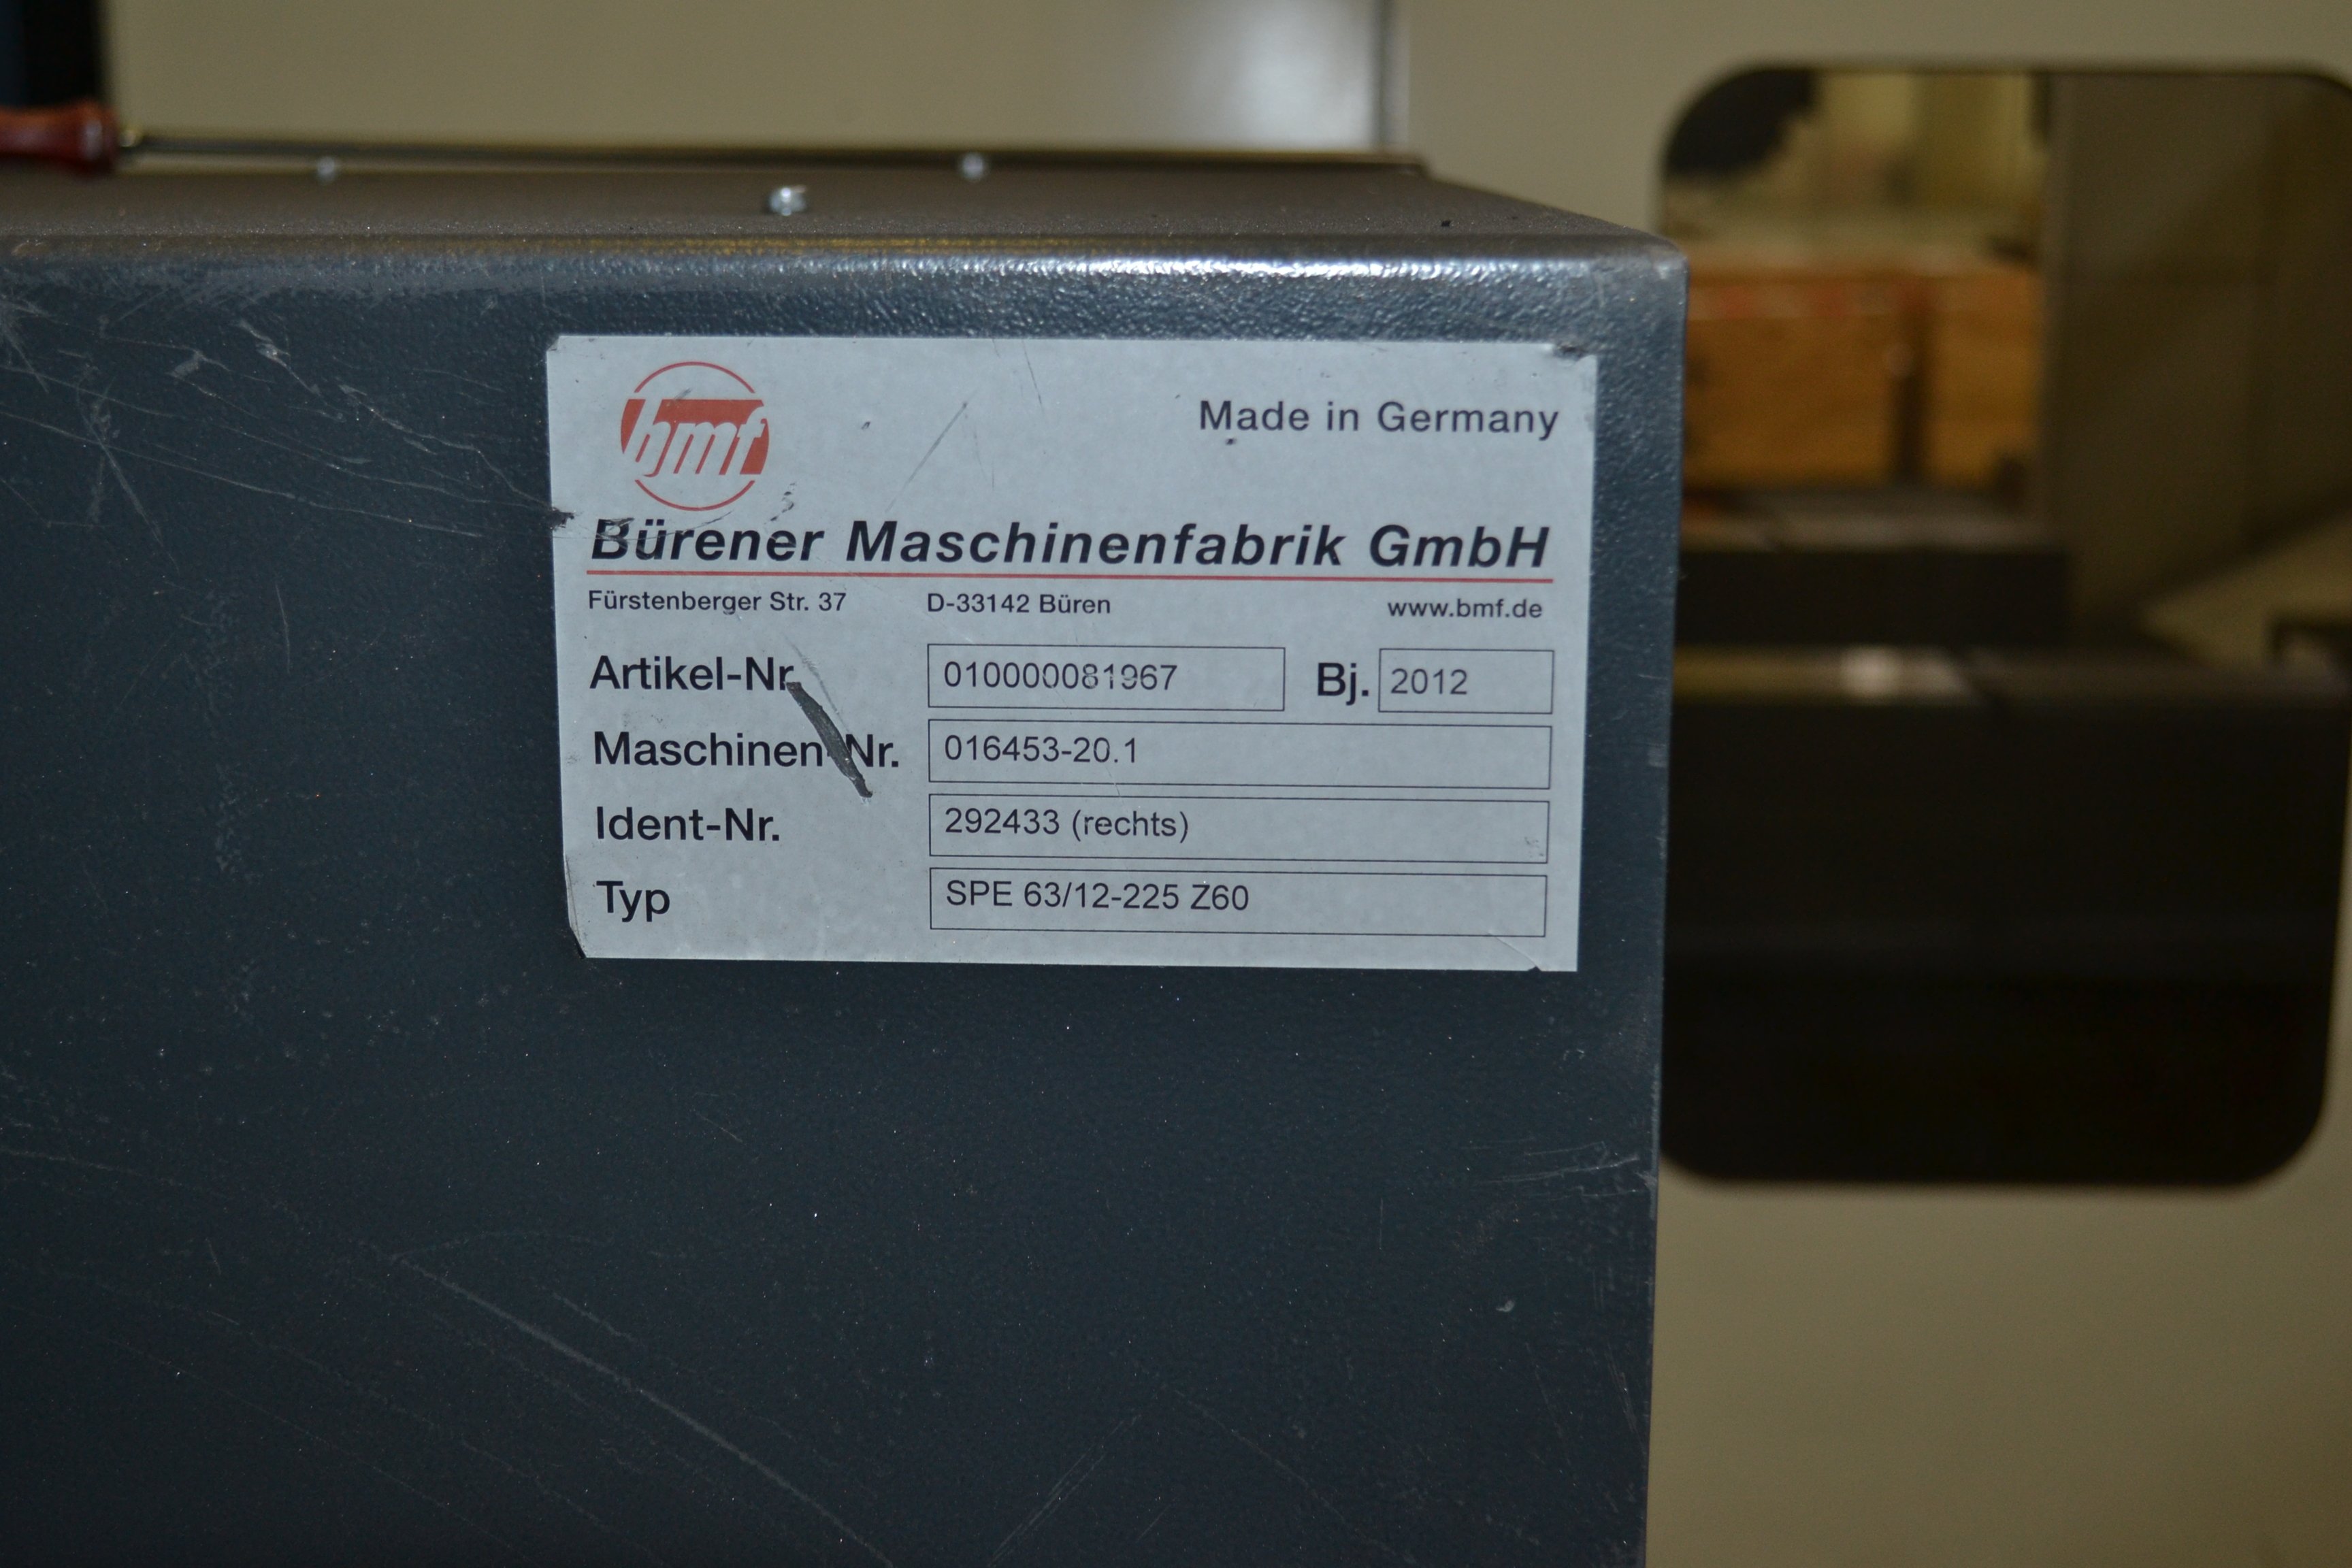 bmf
Made in Germany
Bürener Maschinenfabrik GmbH
Fürstenberger Str. 37 D-33142 Büren www.bmf.de
Artikel-Nr. 010000081967 Bj. 2012
Maschinen-Nr. 016453-20.1
Ident-Nr. 292433 (rechts)
Typ SPE 63/12-225 Z60